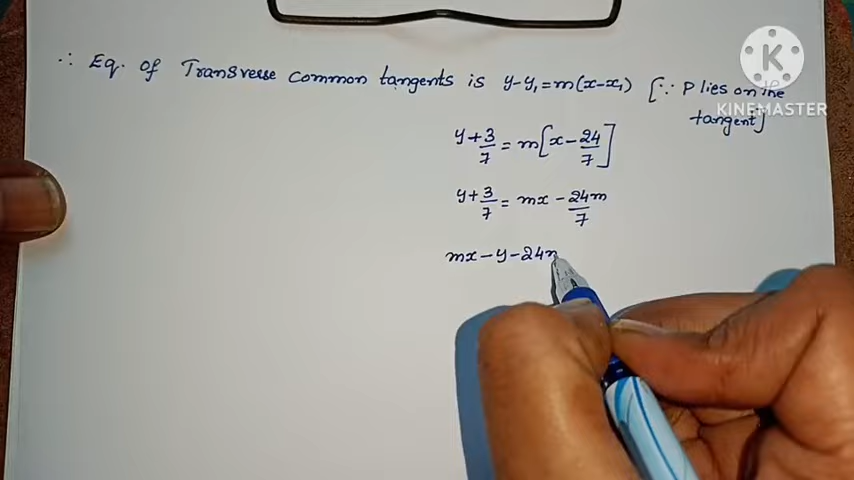 ∴ Eq. of Transverse common tangents is y-y₁=m(x-x₁) [∵ P lies on the
tangent]
KINEMASTER
y+3/7=m[x-24/7]
y+3/7=mx-24m/7
mx-y-24m